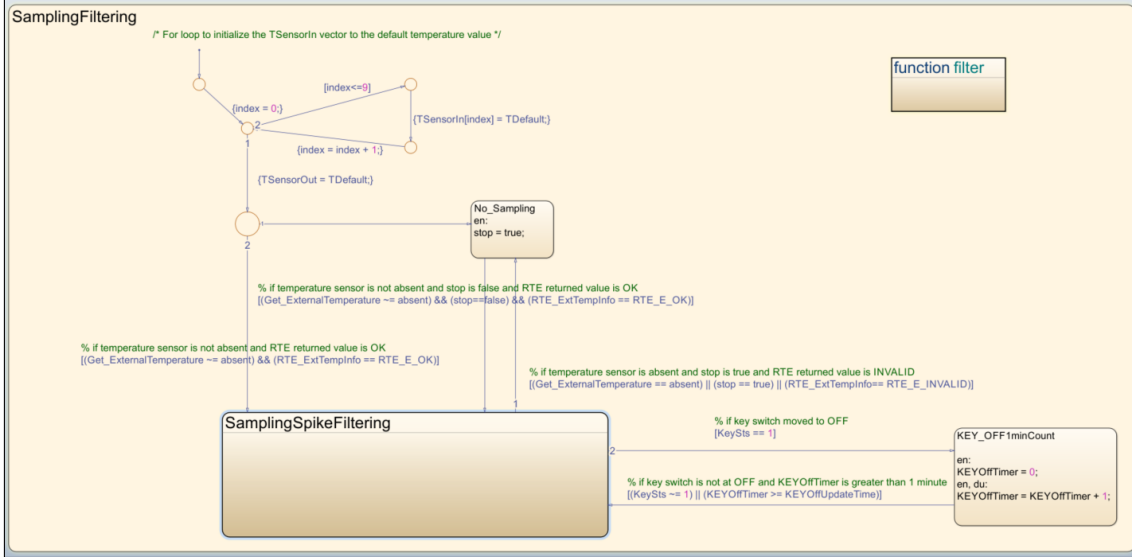 SamplingFiltering
/* For loop to initialize the TSensorIn vector to the default temperature value */
function filter
[index<=9]
{index = 0;}
2
{TSensorIn[index] = TDefault;}
1
{index = index + 1;}
{TSensorOut = TDefault;}
No_Sampling
en:
stop = true;
1
2
% if temperature sensor is not absent and stop is false and RTE returned value is OK
[(Get_ExternalTemperature ~= absent) && (stop==false) && (RTE_ExtTempInfo == RTE_E_OK)]
% if temperature sensor is not absent and RTE returned value is OK
[(Get_ExternalTemperature ~= absent) && (RTE_ExtTempInfo == RTE_E_OK)]
% if temperature sensor is absent and stop is true and RTE returned value is INVALID
[(Get_ExternalTemperature == absent) || (stop == true) || (RTE_ExtTempInfo== RTE_E_INVALID)]
1
SamplingSpikeFiltering
% if key switch moved to OFF
[KeySts == 1]
2
KEY_OFF1minCount
en:
KEYOffTimer = 0;
en, du:
KEYOffTimer = KEYOffTimer + 1;
% if key switch is not at OFF and KEYOffTimer is greater than 1 minute
[(KeySts ~= 1) || (KEYOffTimer >= KEYOffUpdateTime)]